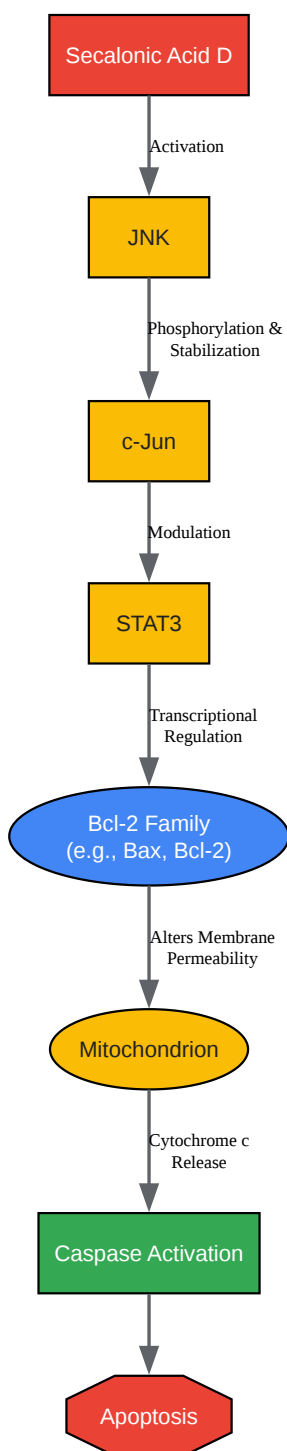 Secalonic Acid D
Activation
JNK
Phosphorylation &
Stabilization
c-Jun
Modulation
STAT3
Transcriptional
Regulation
Bcl-2 Family
(e.g., Bax, Bcl-2)
Alters Membrane
Permeability
Mitochondrion
Cytochrome c
Release
Caspase Activation
Apoptosis